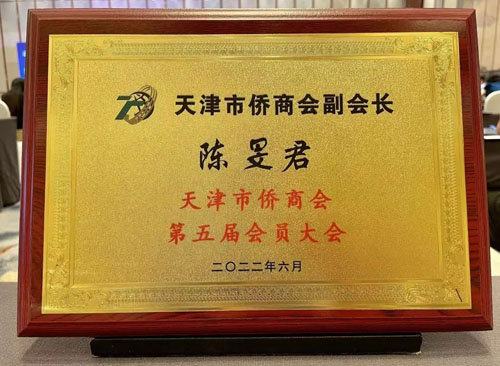 天津市侨商会副会长
陈旻君
天津市侨商会
第五届会员大会
二〇二二年六月